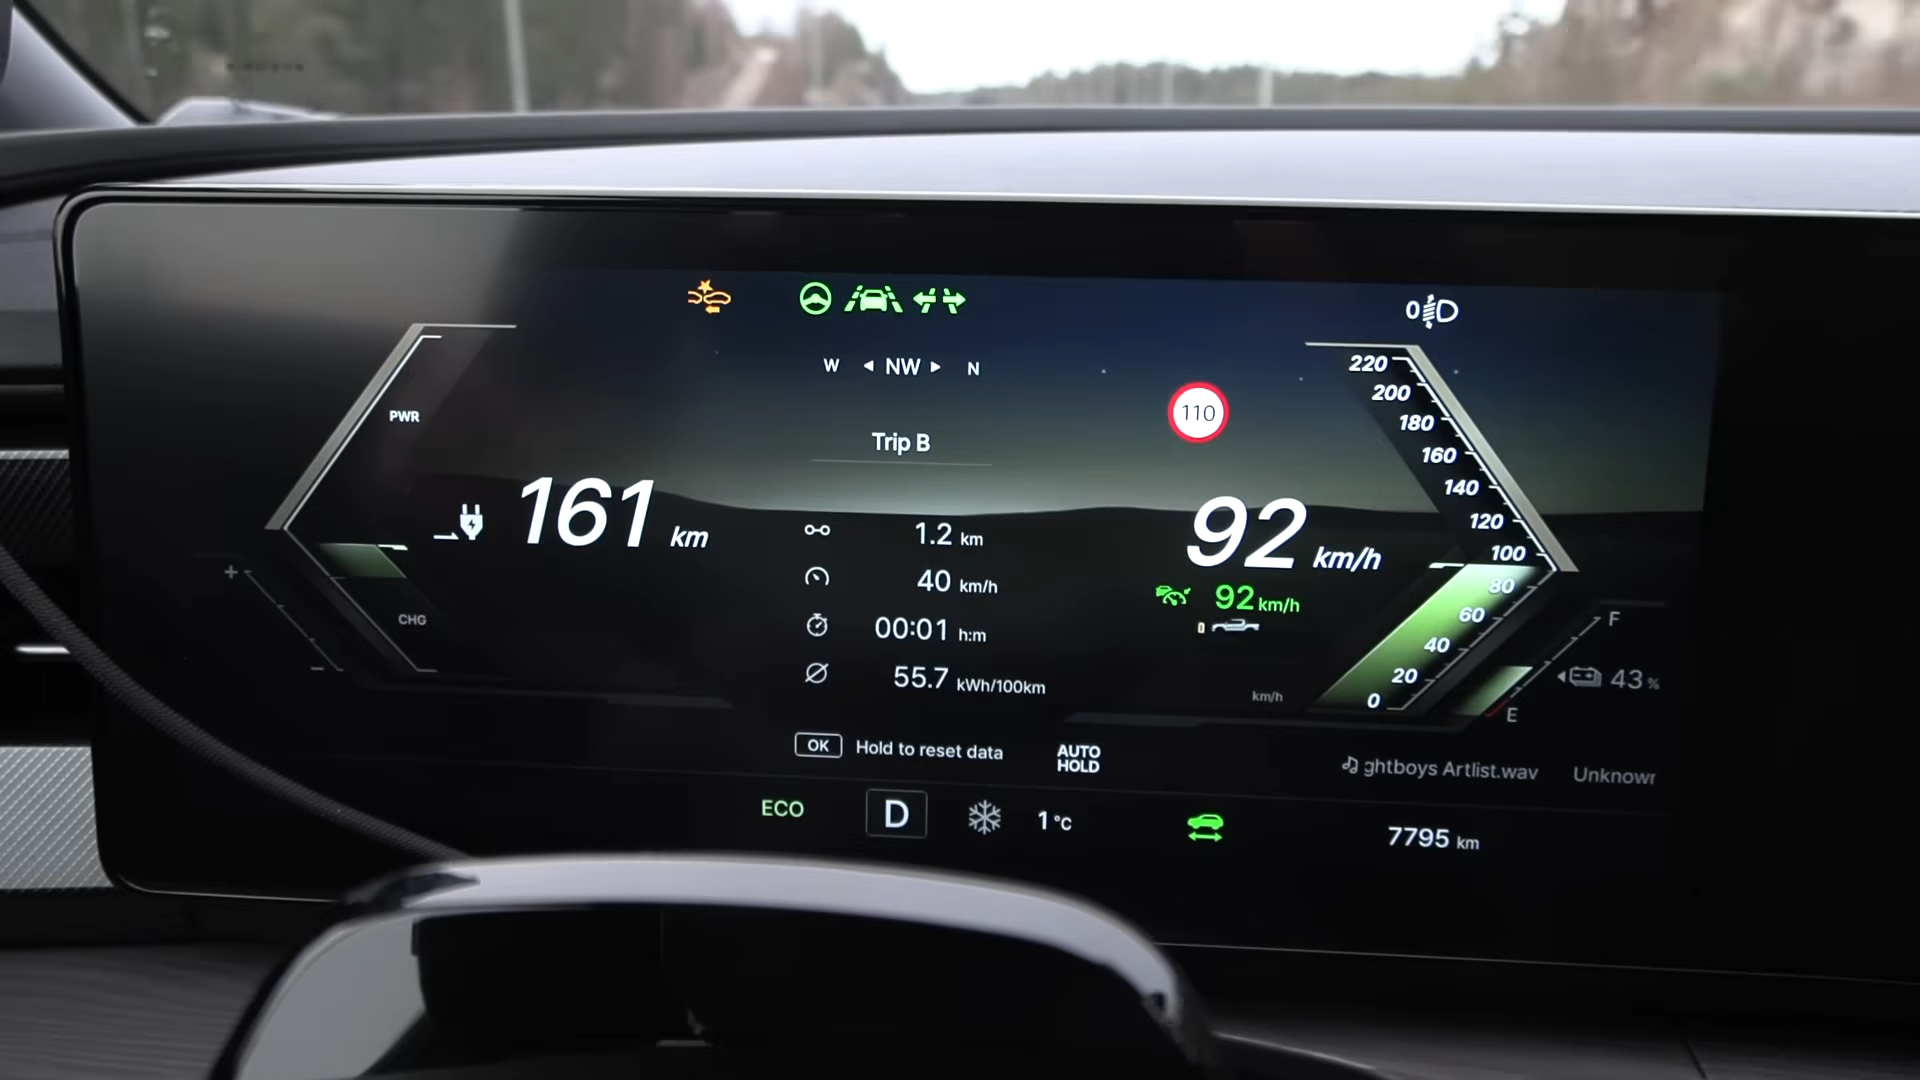 W ◄ NW ► N
110
PWR
Trip B
161 km
92 km/h
92 km/h
1.2 km
40 km/h
00:01 h:m
55.7 kWh/100km
+
CHG
−
220
200
180
160
140
120
100
80
60
40
20
0
km/h
F
43 %
E
OK Hold to reset data
AUTO
HOLD
ghtboys Artlist.wav Unknowr
ECO D 1 °C 7795 km